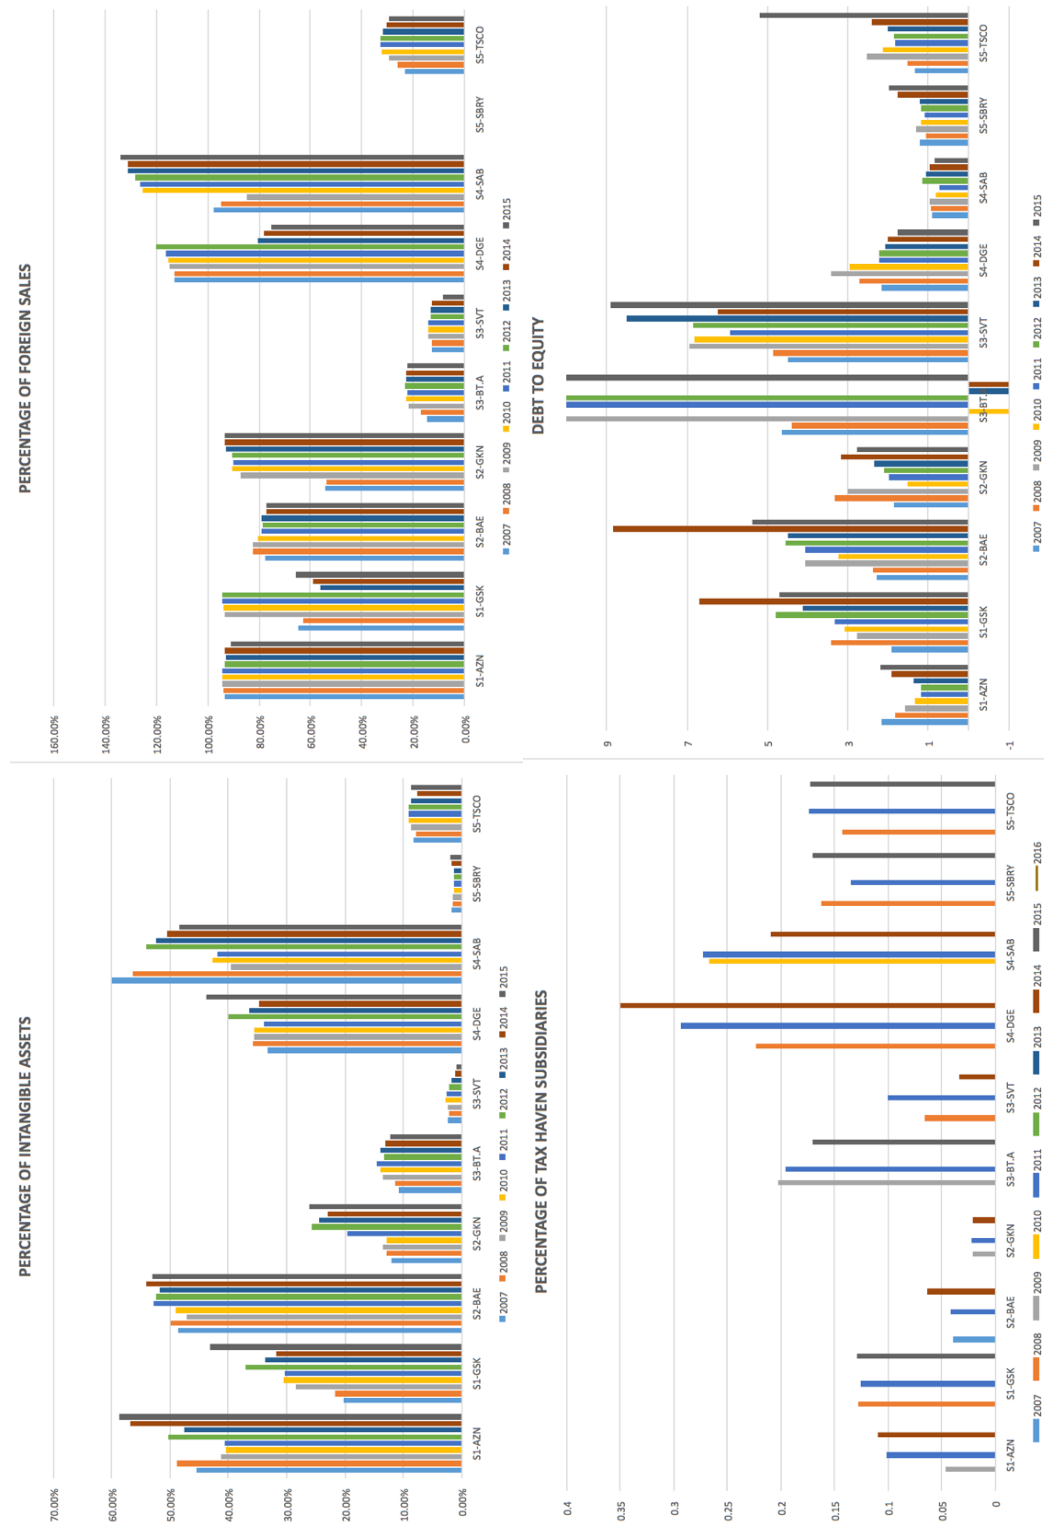 PERCENTAGE OF INTANGIBLE ASSETS
70.00%
60.00%
50.00%
40.00%
30.00%
20.00%
10.00%
0.00%
S1-AZN S1-GSK S2-BAE S2-GKN S3-BT.A S3-SVT S4-DGE S4-SAB S5-SBRY S5-TSCO
2007 2008 2009 2010 2011 2012 2013 2014 2015
PERCENTAGE OF FOREIGN SALES
160.00%
140.00%
120.00%
100.00%
80.00%
60.00%
40.00%
20.00%
0.00%
S1-AZN S1-GSK S2-BAE S2-GKN S3-BT.A S3-SVT S4-DGE S4-SAB S5-SBRY S5-TSCO
2007 2008 2009 2010 2011 2012 2013 2014 2015
PERCENTAGE OF TAX HAVEN SUBSIDIARIES
0.4
0.35
0.3
0.25
0.2
0.15
0.1
0.05
0
S1-AZN S1-GSK S2-BAE S2-GKN S3-BT.A S3-SVT S4-DGE S4-SAB S5-SBRY S5-TSCO
2007 2008 2009 2010 2011 2012 2013 2014 2015 2016
DEBT TO EQUITY
9
7
5
3
1
-1
S1-AZN S1-GSK S2-BAE S2-GKN S3-BT. S3-SVT S4-DGE S4-SAB S5-SBRY S5-TSCO
2007 2008 2009 2010 2011 2012 2013 2014 2015